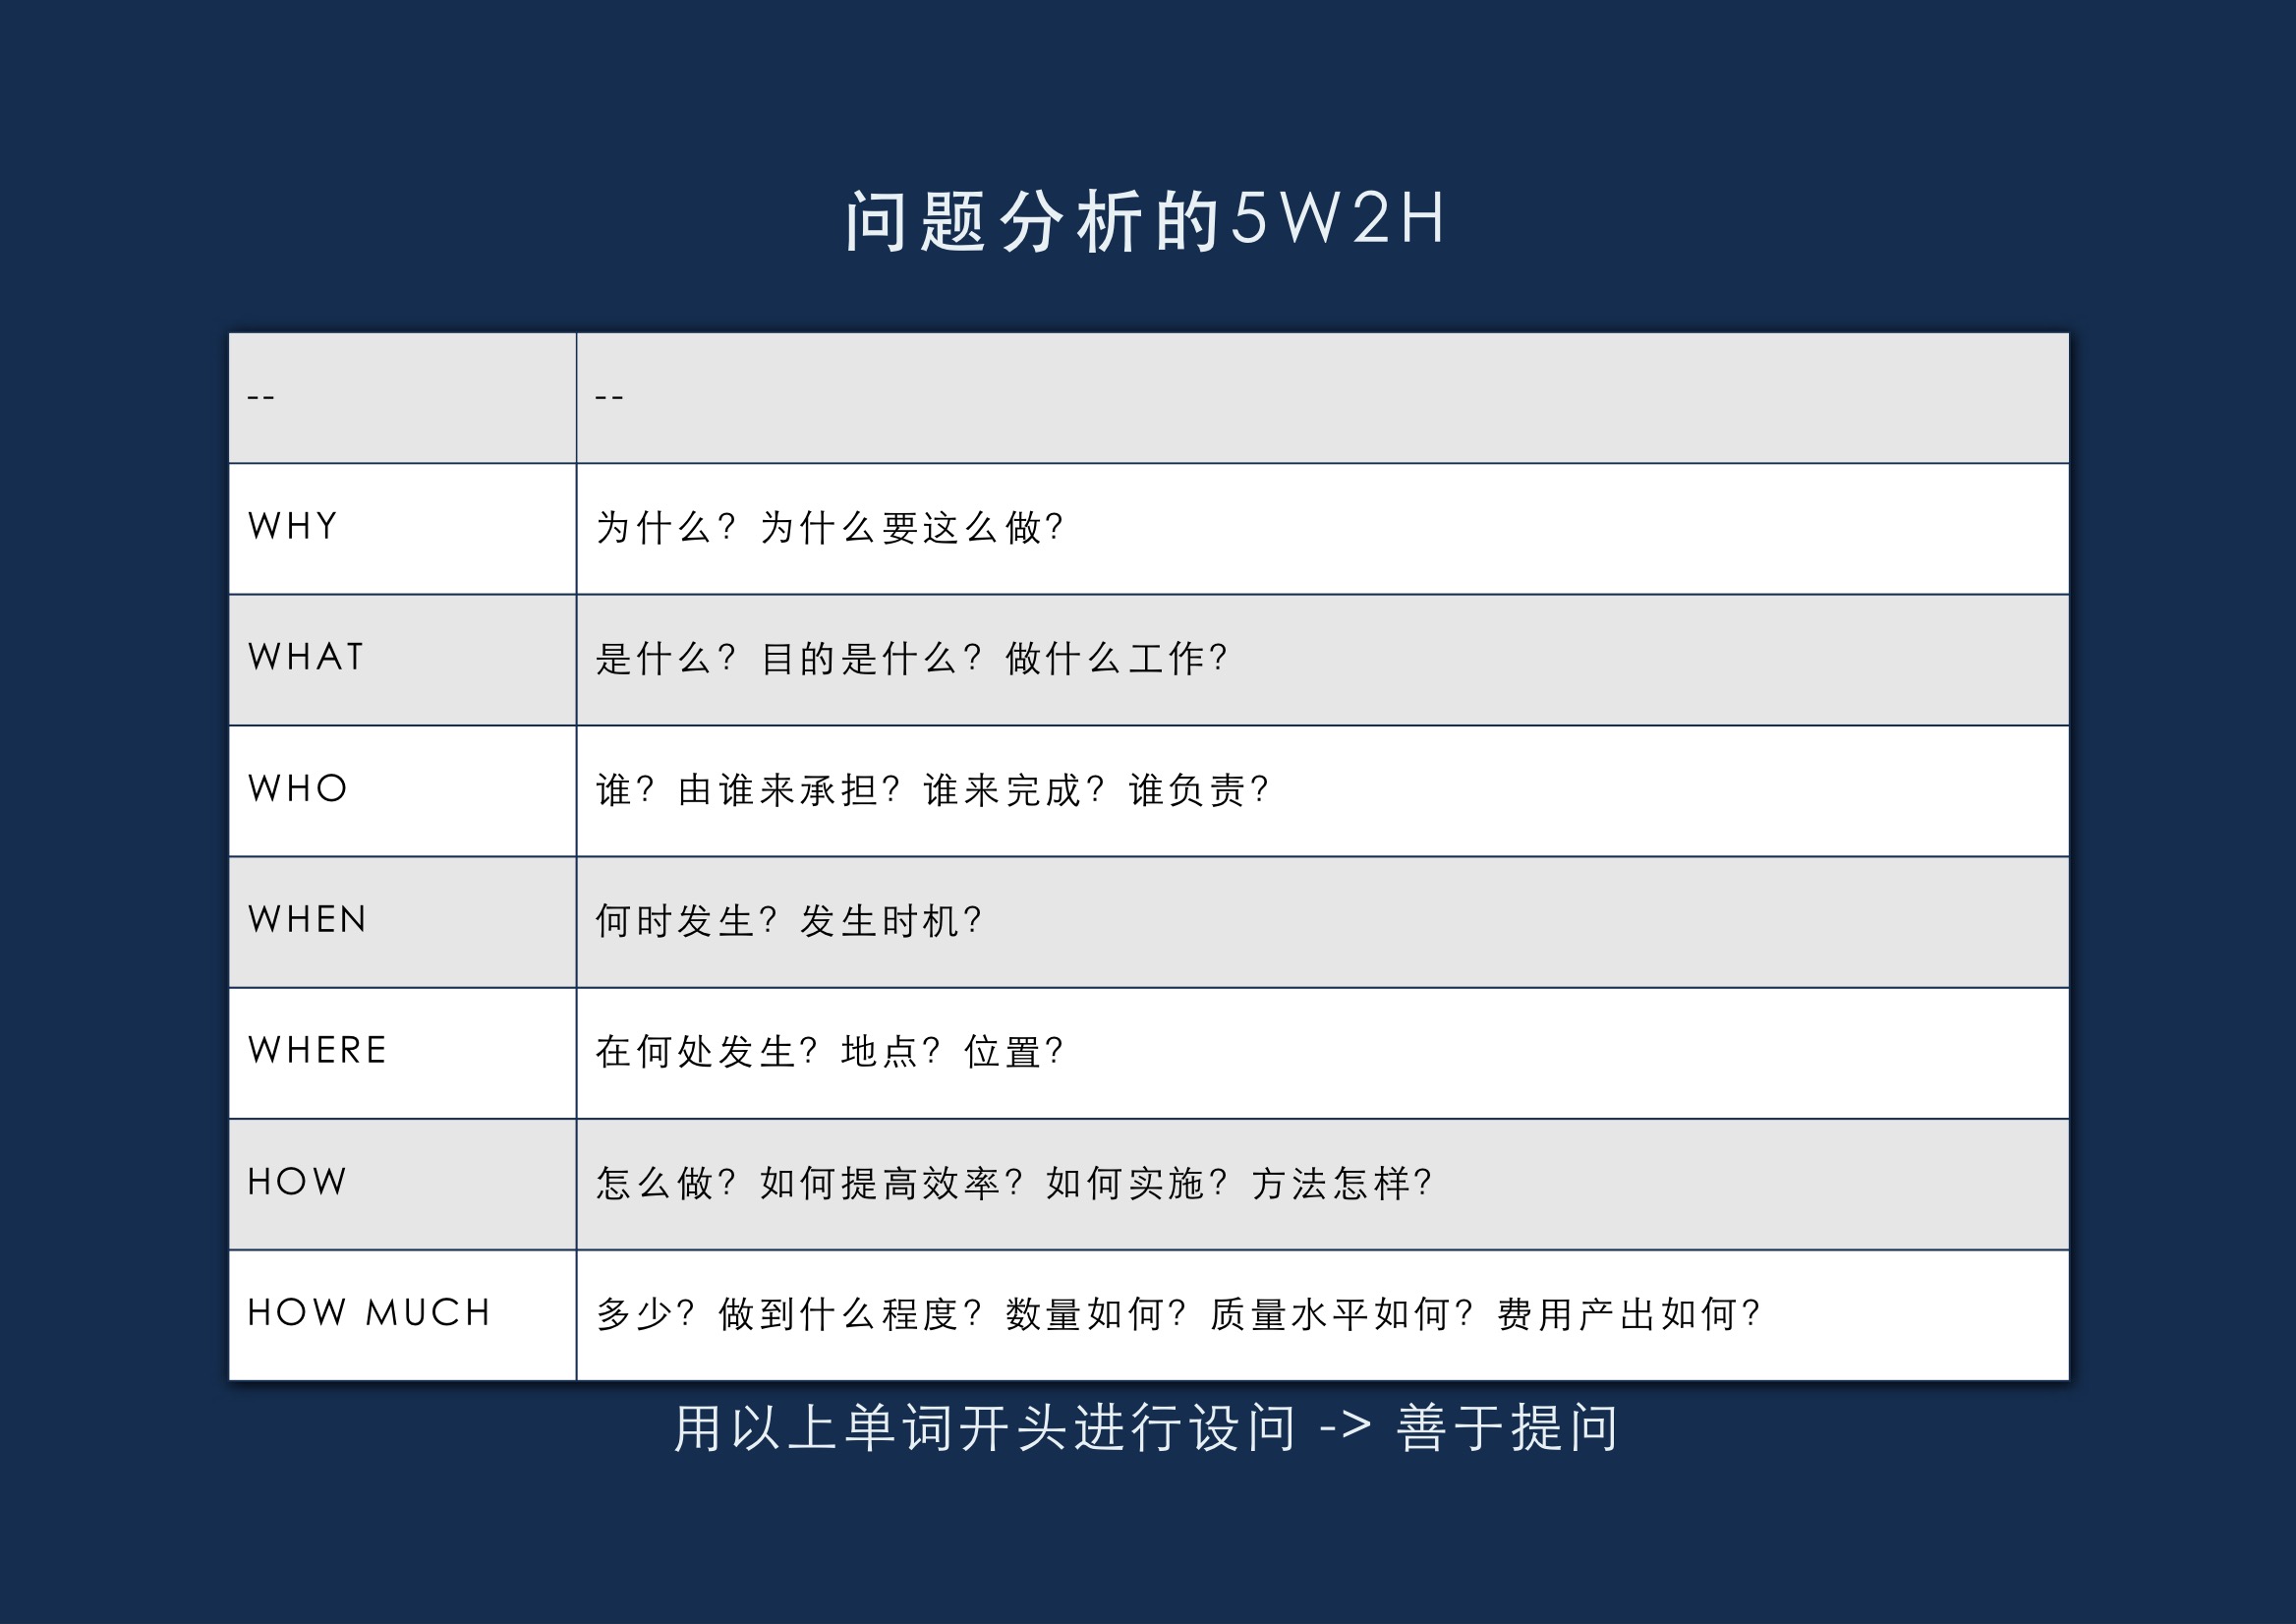 问题分析的5W2H
-- --
WHY 为什么？为什么要这么做？
WHAT 是什么？目的是什么？做什么工作？
WHO 谁？由谁来承担？谁来完成？谁负责？
WHEN 何时发生？发生时机？
WHERE 在何处发生？地点？位置？
HOW 怎么做？如何提高效率？如何实施？方法怎样？
HOW MUCH 多少？做到什么程度？数量如何？质量水平如何？费用产出如何？
用以上单词开头进行设问 -> 善于提问